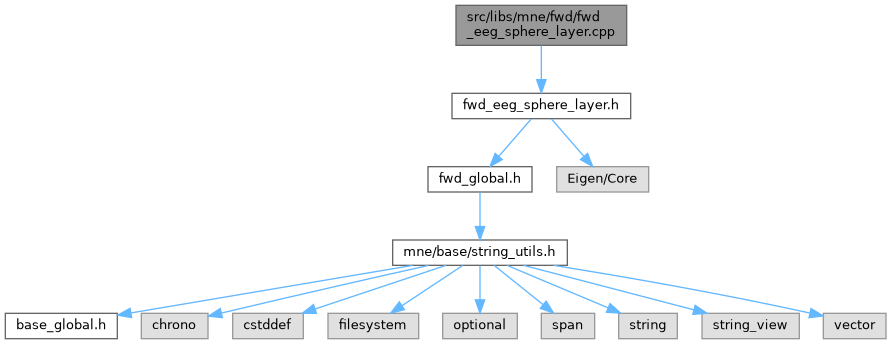 src/libs/mne/fwd/fwd
_eeg_sphere_layer.cpp
fwd_eeg_sphere_layer.h
fwd_global.h
Eigen/Core
mne/base/string_utils.h
base_global.h
chrono
cstddef
filesystem
optional
span
string
string_view
vector